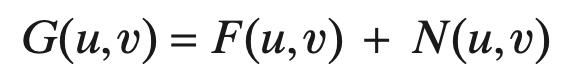 G(u,v) = F(u,v) + N(u,v)